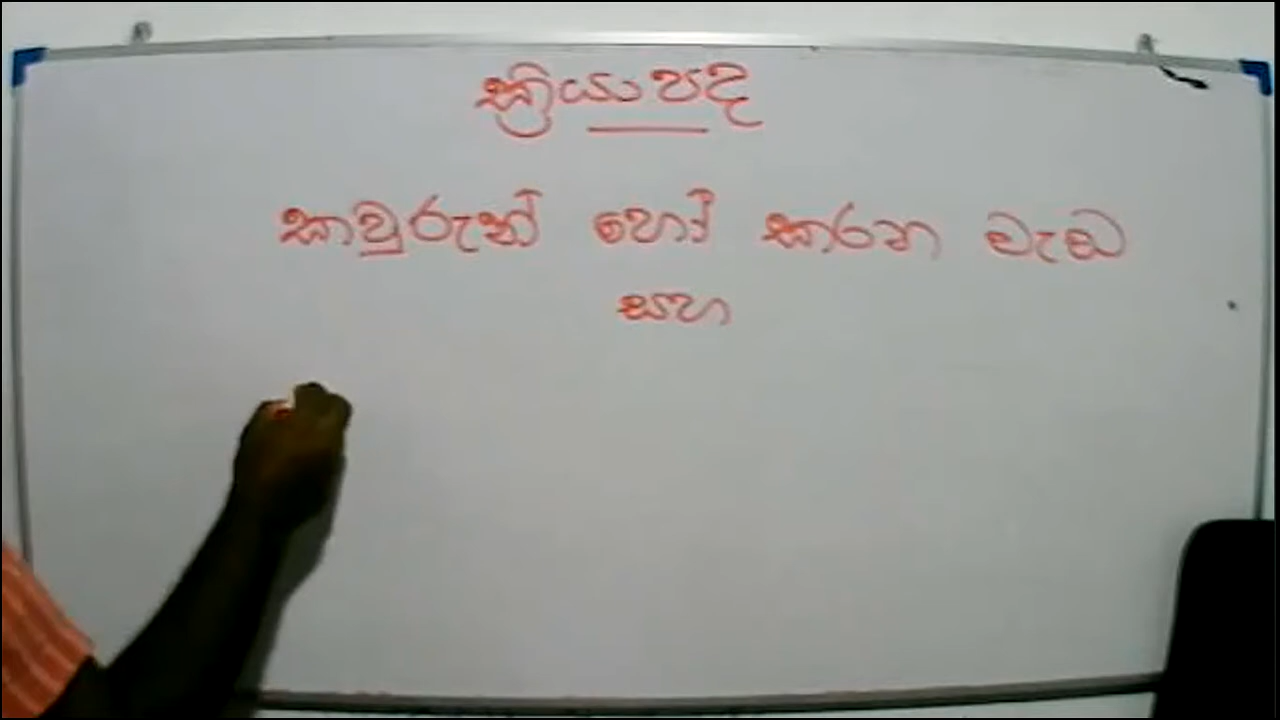 ක්‍රියා පද
කවුරුන් හෝ කරන වැඩ
සහ